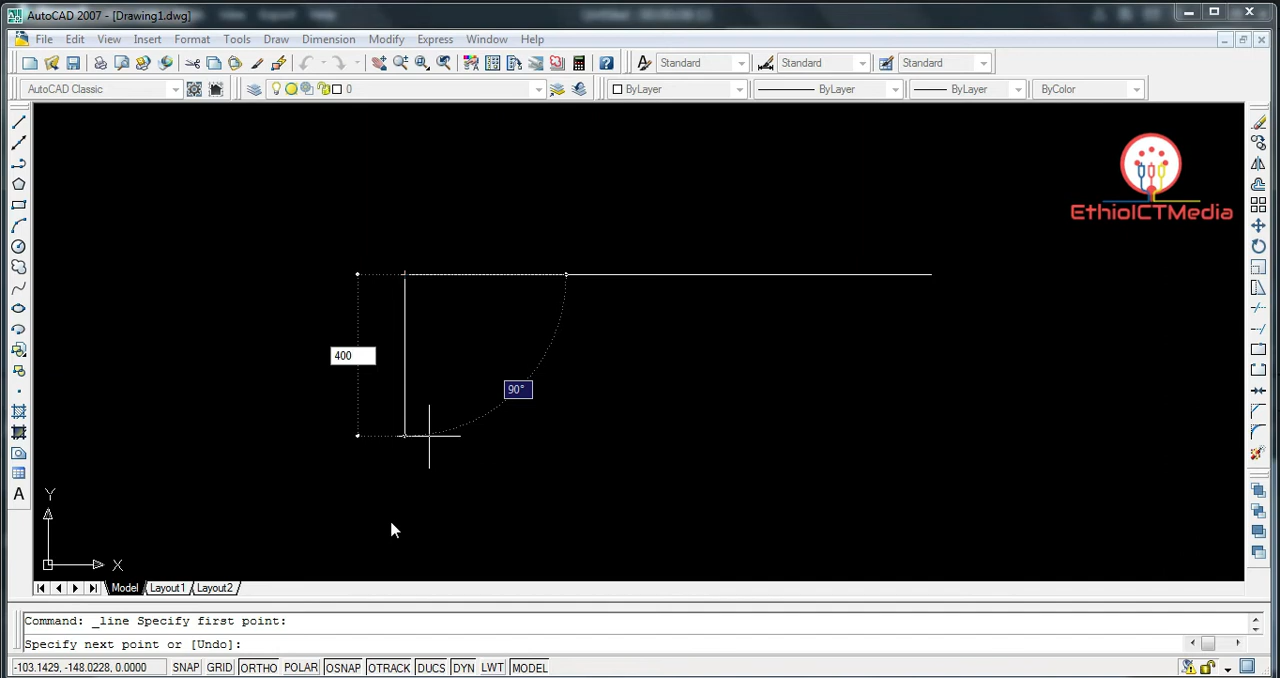 AutoCAD 2007 - [Drawing1.dwg]
File Edit View Insert Format Tools Draw Dimension Modify Express Window Help
Standard Standard Standard
AutoCAD Classic 0 ByLayer ByLayer ByLayer ByColor
EthioICTMedia
400
90°
Y
X
A
Model Layout1 Layout2
Command: _line Specify first point:
Specify next point or [Undo]:
-103.1429, -148.0228, 0.0000 SNAP GRID ORTHO POLAR OSNAP OTRACK DUCS DYN LWT MODEL